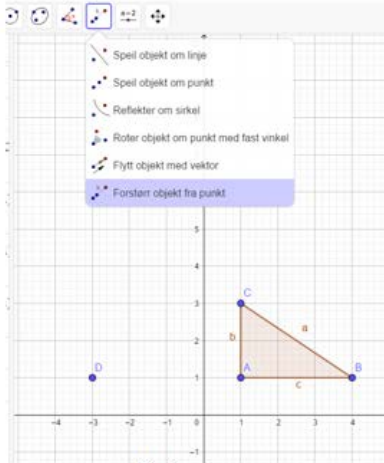 a=2
Speil objekt om linje
Speil objekt om punkt
Reflekter om sirkel
Roter objekt om punkt med fast vinkel
Flytt objekt med vektor
Forstørr objekt fra punkt
5
4
C
3
a
b
2
D
A
B
1
c
-4 -3 -2 -1 0 1 2 3 4
-1